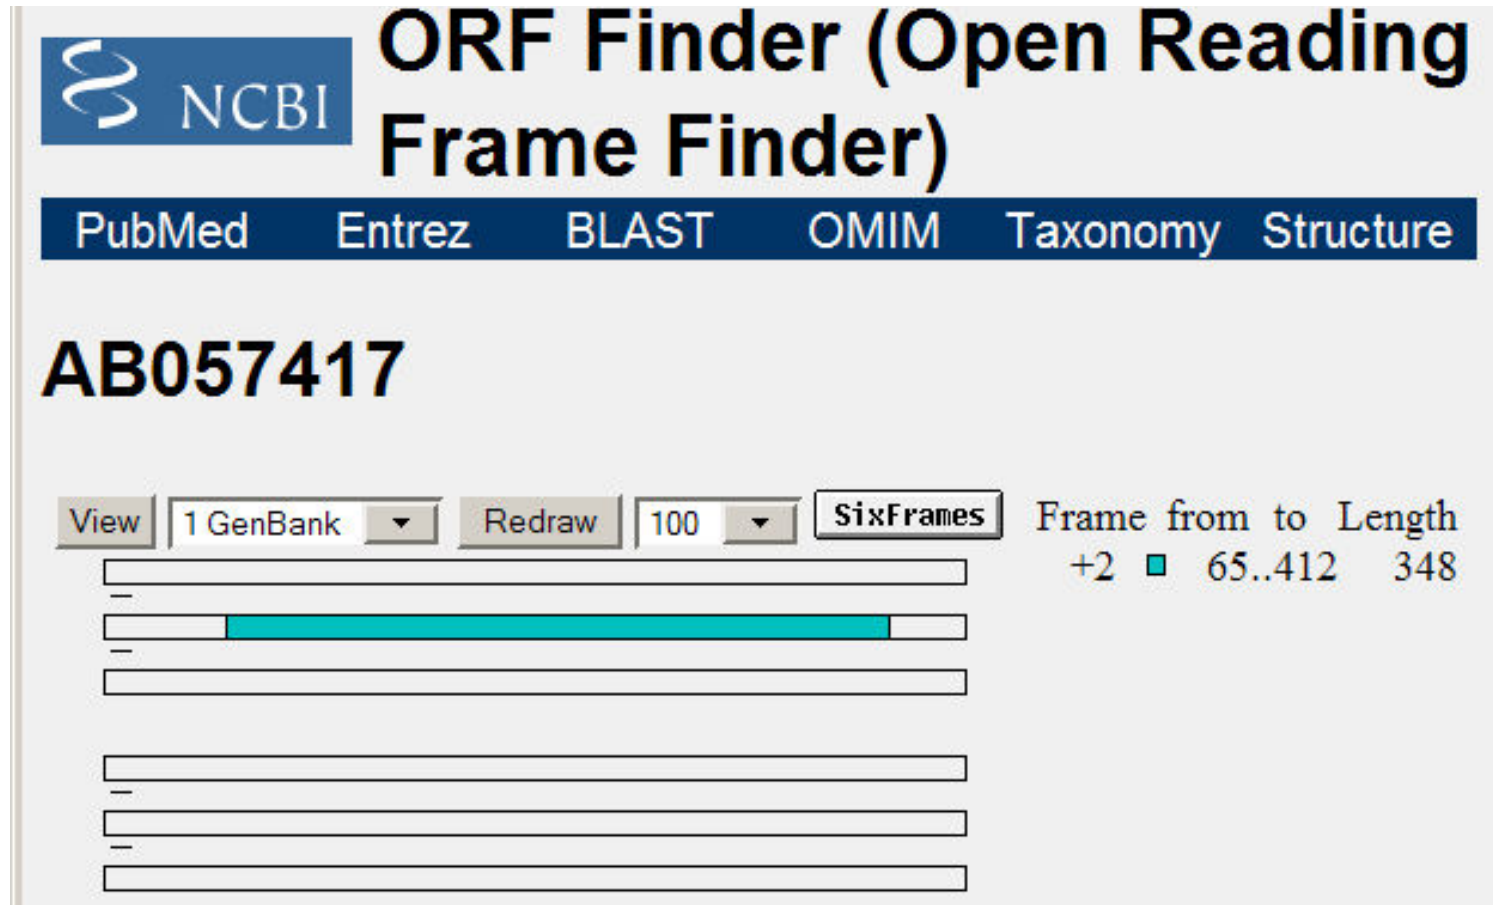 NCBI
ORF Finder (Open Reading
Frame Finder)
PubMed Entrez BLAST OMIM Taxonomy Structure
AB057417
View 1 GenBank Redraw 100 SixFrames Frame from to Length
+2 65..412 348